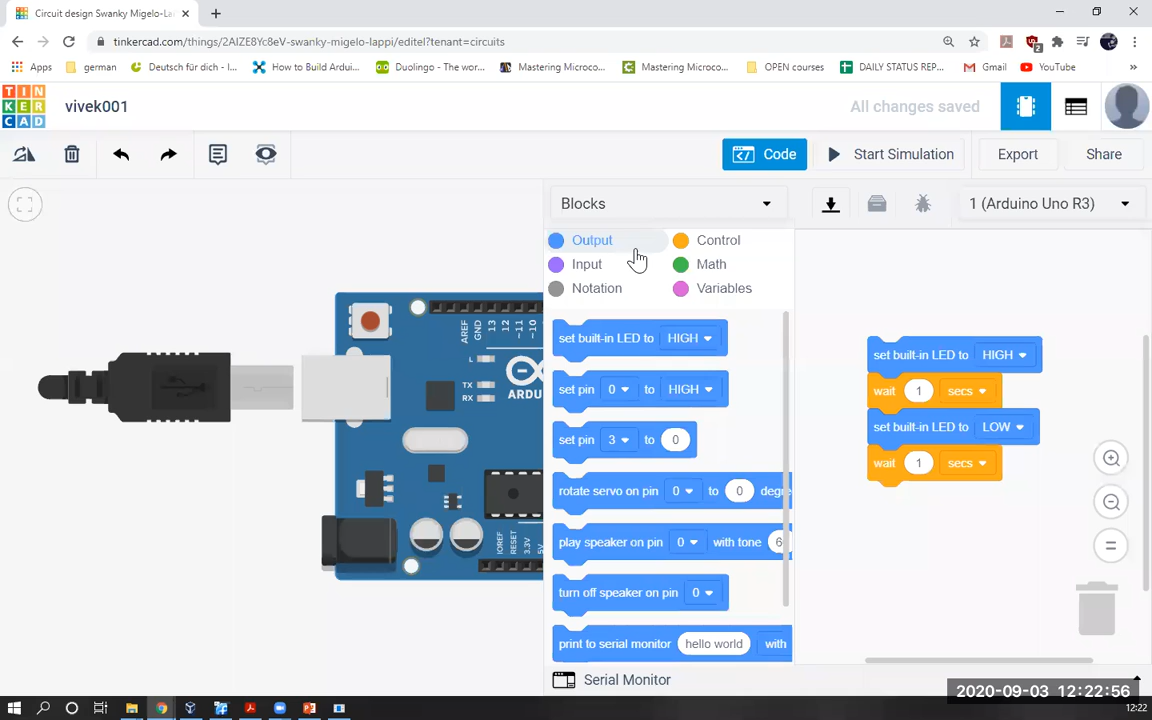 Circuit design Swanky Migelo-La
tinkercad.com/things/2AIZE8Yc8eV-swanky-migelo-lappi/editel?tenant=circuits
2
Apps german Deutsch für dich - I... How to Build Ardui... Duolingo - The wor... Mastering Microco... Mastering Microco... OPEN courses DAILY STATUS REP... Gmail YouTube »
TIN
KER
CAD
vivek001
All changes saved
Code Start Simulation Export Share
Blocks 1 (Arduino Uno R3)
Output Control
Input Math
Notation Variables
AREF
GND
13
12
~11
~10
L
TX
RX
ARDU
IOREF
RESET
3.3V
5V
set built-in LED to HIGH
set pin 0 to HIGH
set pin 3 to 0
rotate servo on pin 0 to 0 degre
play speaker on pin 0 with tone 6
turn off speaker on pin 0
print to serial monitor hello world with
set built-in LED to HIGH
wait 1 secs
set built-in LED to LOW
wait 1 secs
Serial Monitor
2020-09-03 12:22:56
12:22